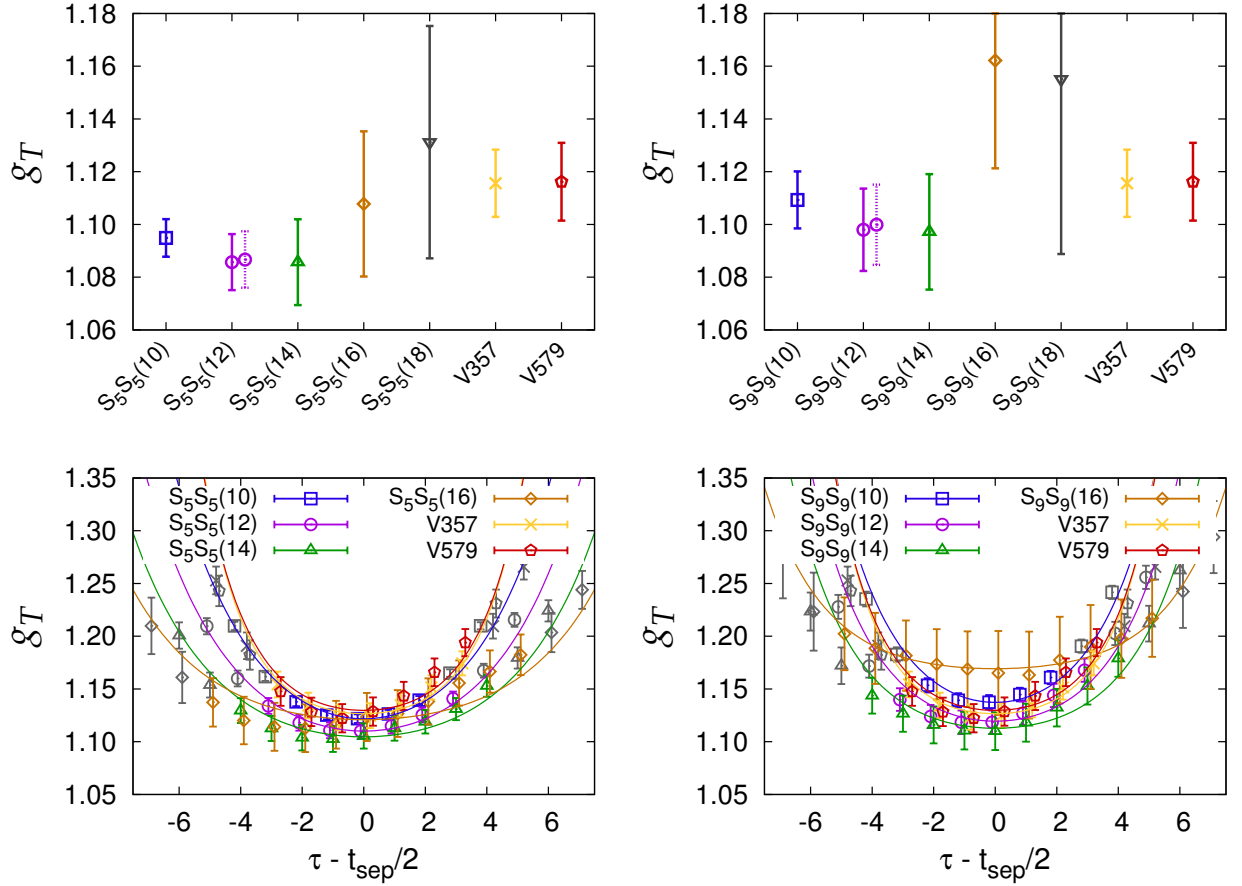 1.18
1.16
1.14
1.12
1.10
1.08
1.06
g_T
S₅S₅(10)
S₅S₅(12)
S₅S₅(14)
S₅S₅(16)
S₅S₅(18)
V357
V579
1.18
1.16
1.14
1.12
1.10
1.08
1.06
g_T
S₉S₉(10)
S₉S₉(12)
S₉S₉(14)
S₉S₉(16)
S₉S₉(18)
V357
V579
1.35
1.30
1.25
1.20
1.15
1.10
1.05
g_T
S₅S₅(10)
S₅S₅(12)
S₅S₅(14)
S₅S₅(16)
V357
V579
-6 -4 -2 0 2 4 6
τ - t_sep/2
1.35
1.30
1.25
1.20
1.15
1.10
1.05
g_T
S₉S₉(10)
S₉S₉(12)
S₉S₉(14)
S₉S₉(16)
V357
V579
-6 -4 -2 0 2 4 6
τ - t_sep/2